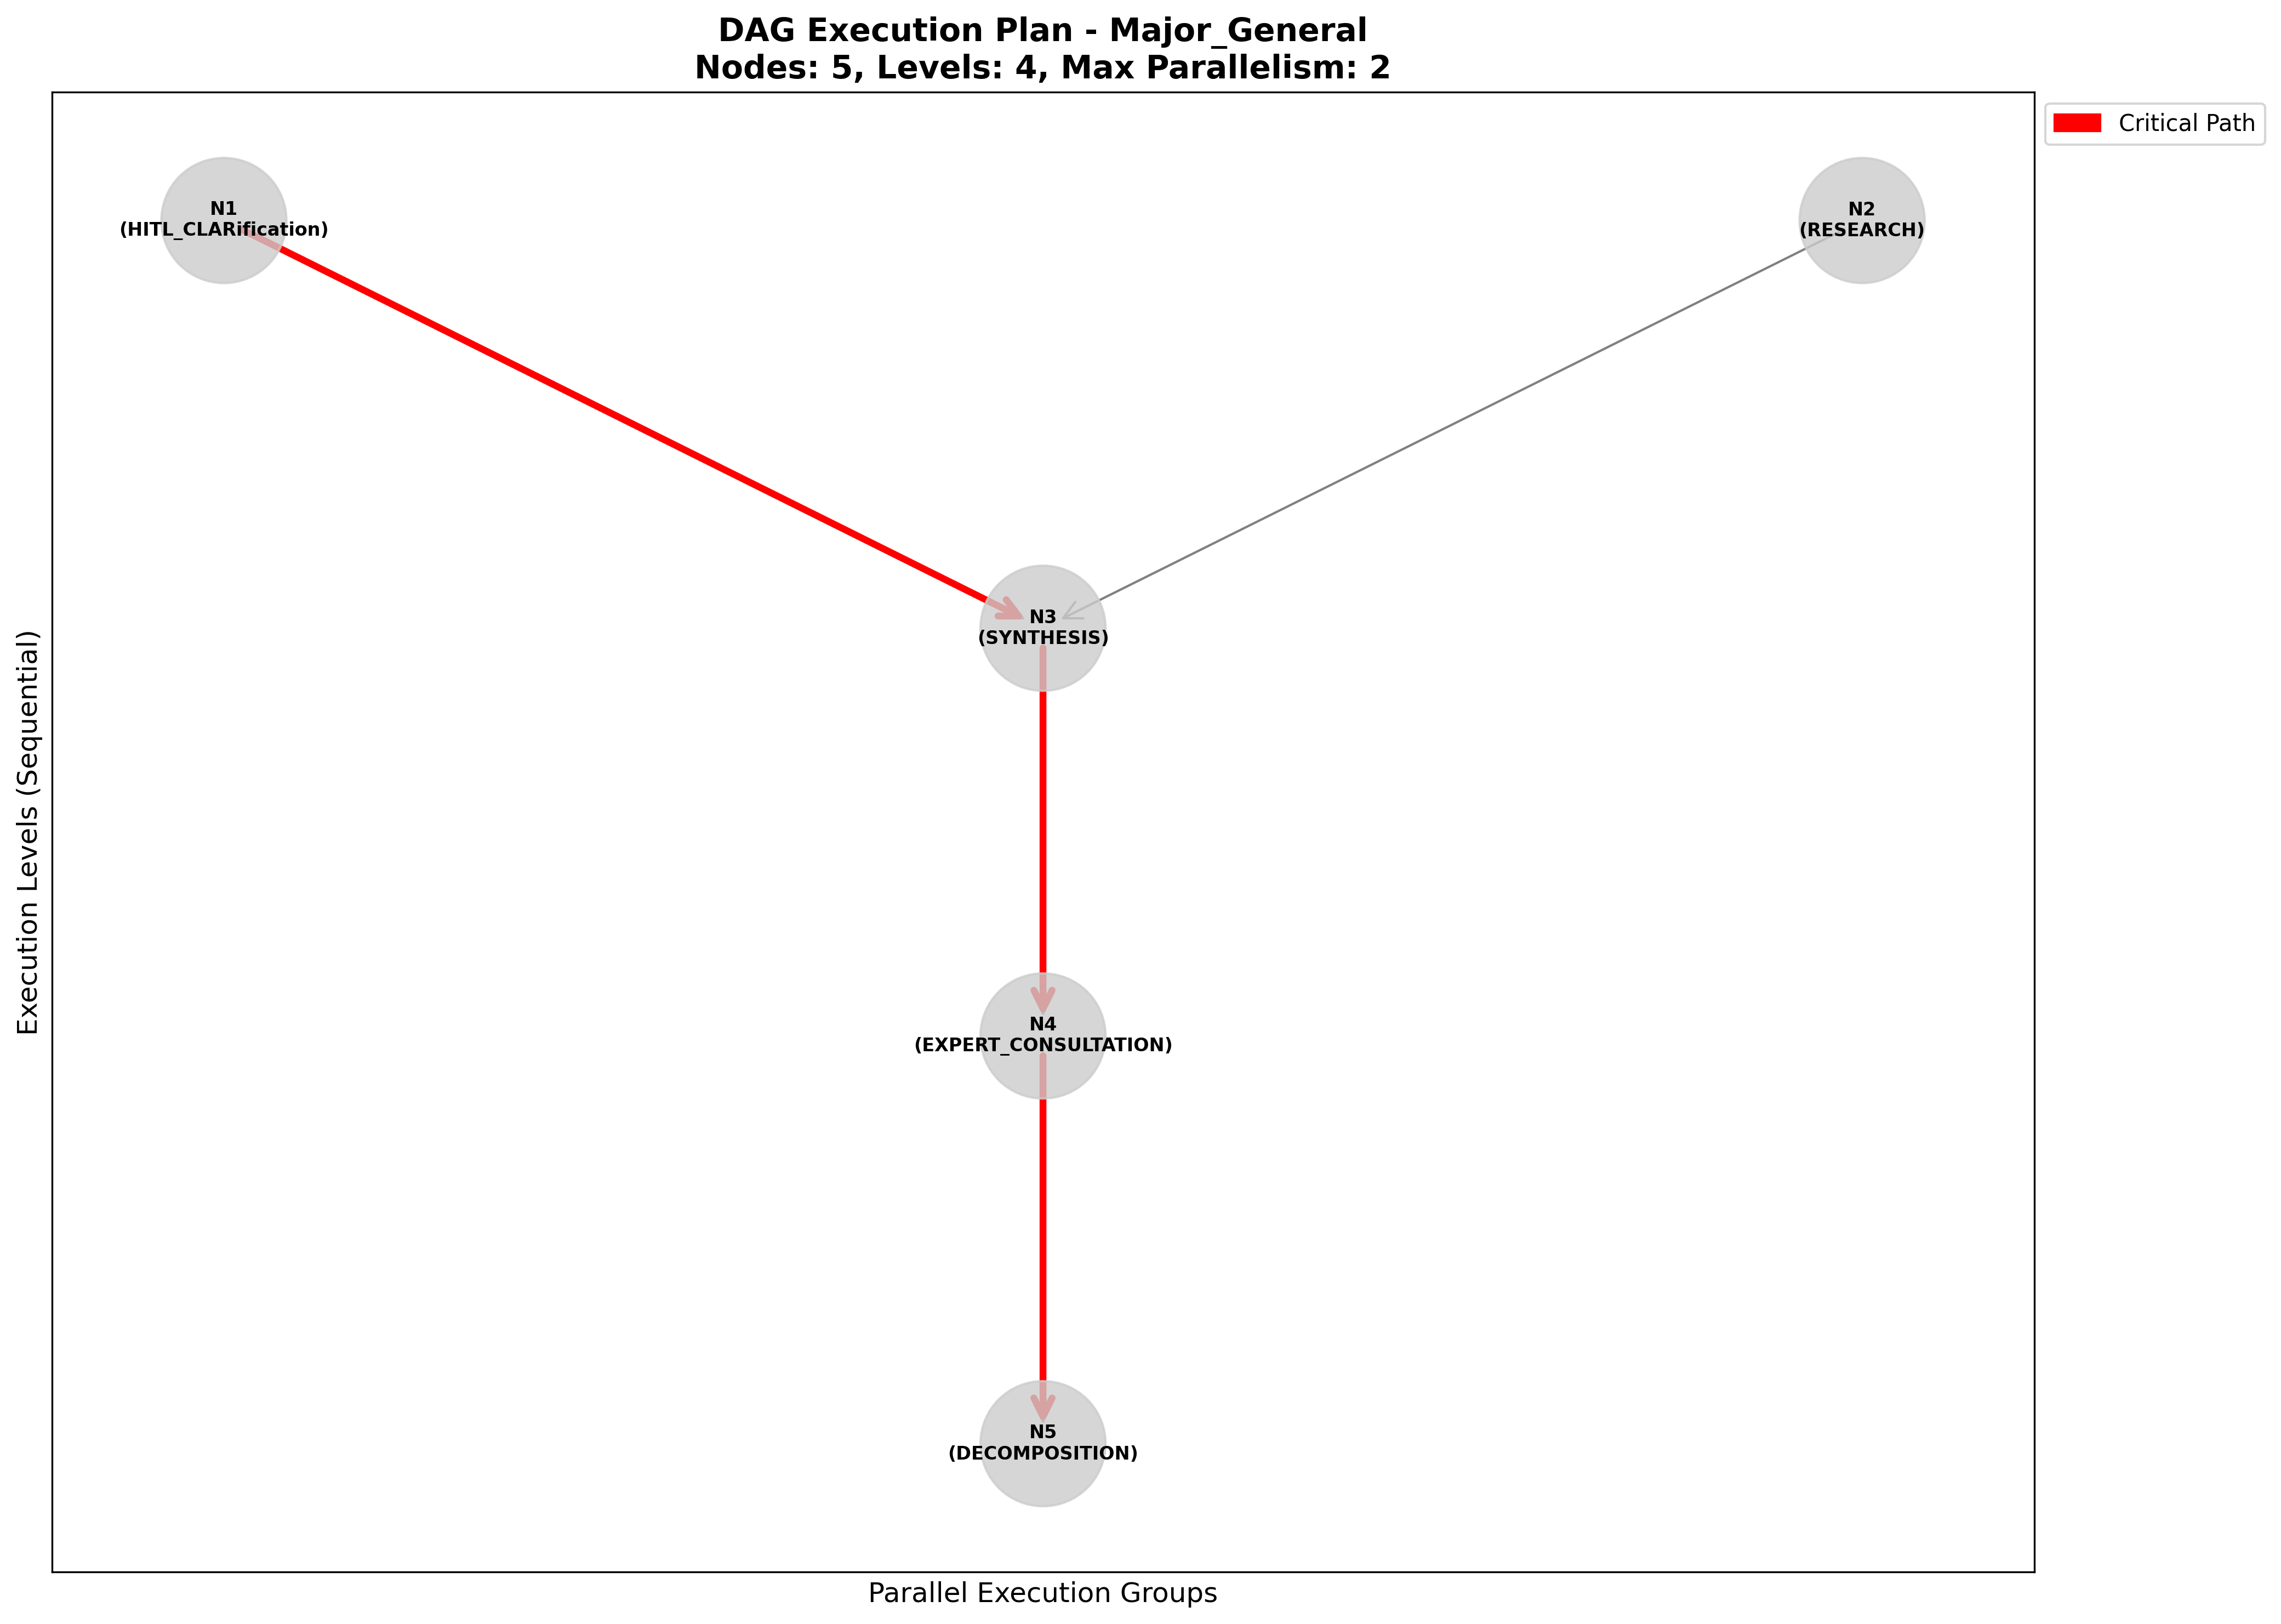 DAG Execution Plan - Major_General
Nodes: 5, Levels: 4, Max Parallelism: 2
Critical Path
N1
(HITL_CLARification)
N2
(RESEARCH)
N3
(SYNTHESIS)
N4
(EXPERT_CONSULTATION)
N5
(DECOMPOSITION)
Execution Levels (Sequential)
Parallel Execution Groups